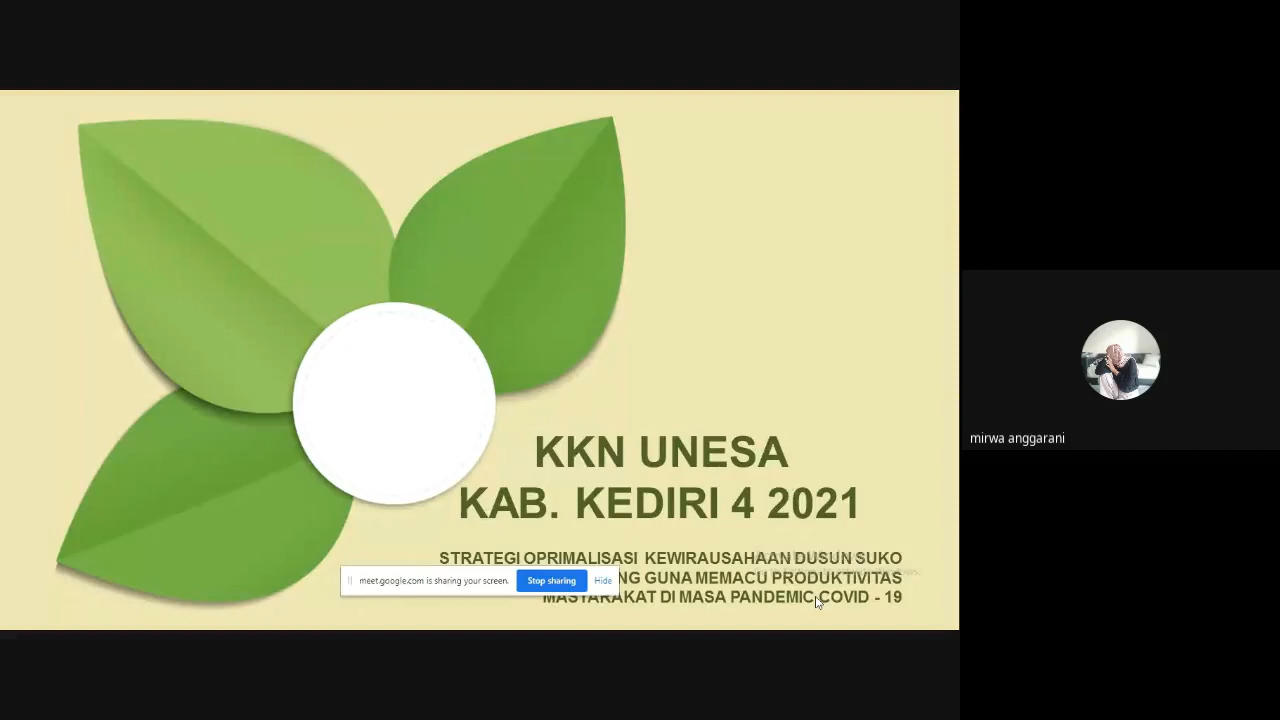 KKN UNESA
KAB. KEDIRI 4 2021
STRATEGI OPRIMALISASI KEWIRAUSAHAAN DUSUN SUKO
NG GUNA MEMACU PRODUKTIVITAS
MASYARAKAT DI MASA PANDEMIC COVID - 19
meet.google.com is sharing your screen.
Stop sharing
Hide
mirwa anggarani